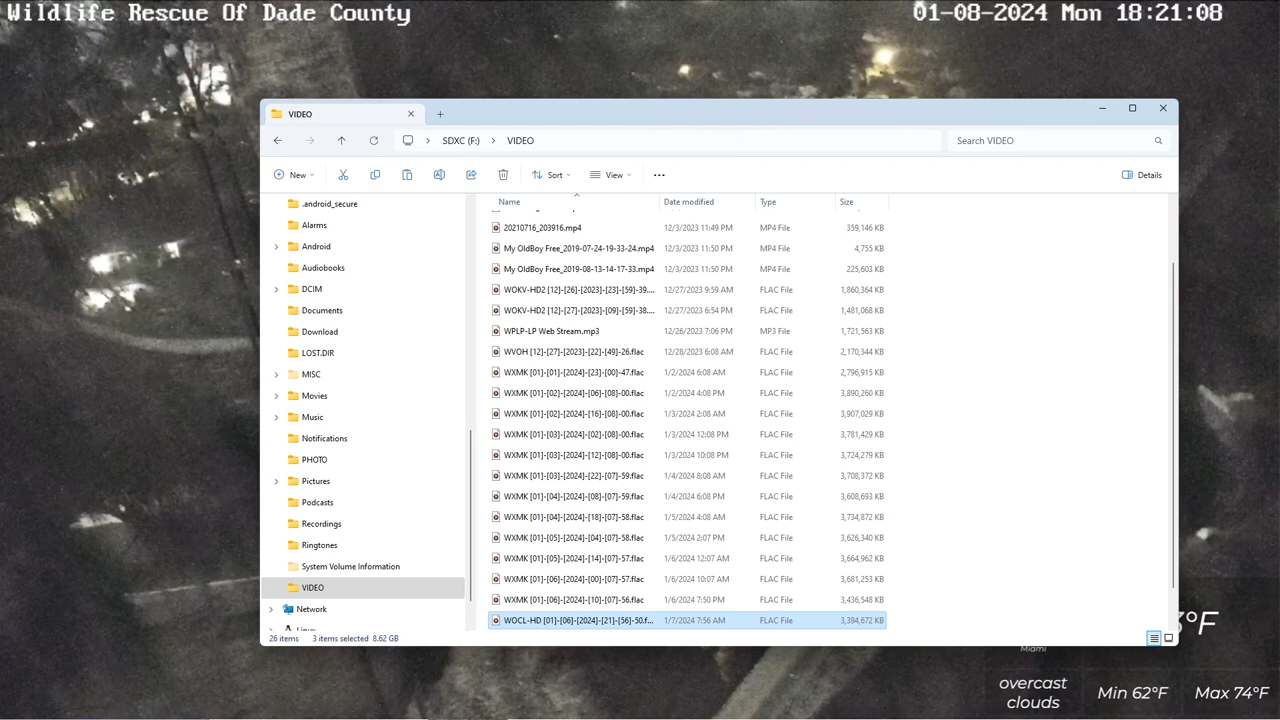 Wildlife Rescue Of Dade County
01-08-2024 Mon 18:21:08
VIDEO
SDXC (F:)
VIDEO
Search VIDEO
New
Sort
View
Details
.android_secure
Alarms
Android
Audiobooks
DCIM
Documents
Download
LOST.DIR
MISC
Movies
Music
Notifications
PHOTO
Pictures
Podcasts
Recordings
Ringtones
System Volume Information
VIDEO
Network
Name Date modified Type Size
20210716_203916.mp4 12/3/2023 11:49 PM MP4 File 359,146 KB
My OldBoy Free_2019-07-24-19-33-24.mp4 12/3/2023 11:50 PM MP4 File 4,755 KB
My OldBoy Free_2019-08-13-14-17-33.mp4 12/3/2023 11:50 PM MP4 File 225,603 KB
WOKV-HD2 [12]-[26]-[2023]-[23]-[59]-39.... 12/27/2023 9:59 AM FLAC File 1,860,364 KB
WOKV-HD2 [12]-[27]-[2023]-[09]-[59]-38.... 12/27/2023 6:54 PM FLAC File 1,481,068 KB
WPLP-LP Web Stream.mp3 12/26/2023 7:06 PM MP3 File 1,721,563 KB
WVOH [12]-[27]-[2023]-[22]-[49]-26.flac 12/28/2023 6:08 AM FLAC File 2,170,344 KB
WXMK [01]-[01]-[2024]-[23]-[00]-47.flac 1/2/2024 6:08 AM FLAC File 2,796,915 KB
WXMK [01]-[02]-[2024]-[06]-[08]-00.flac 1/2/2024 4:08 PM FLAC File 3,890,260 KB
WXMK [01]-[02]-[2024]-[16]-[08]-00.flac 1/3/2024 2:08 AM FLAC File 3,907,029 KB
WXMK [01]-[03]-[2024]-[02]-[08]-00.flac 1/3/2024 12:08 PM FLAC File 3,781,429 KB
WXMK [01]-[03]-[2024]-[12]-[08]-00.flac 1/3/2024 10:08 PM FLAC File 3,724,279 KB
WXMK [01]-[03]-[2024]-[22]-[07]-59.flac 1/4/2024 8:08 AM FLAC File 3,708,372 KB
WXMK [01]-[04]-[2024]-[08]-[07]-59.flac 1/4/2024 6:08 PM FLAC File 3,608,693 KB
WXMK [01]-[04]-[2024]-[18]-[07]-58.flac 1/5/2024 4:08 AM FLAC File 3,734,872 KB
WXMK [01]-[05]-[2024]-[04]-[07]-58.flac 1/5/2024 2:07 PM FLAC File 3,626,340 KB
WXMK [01]-[05]-[2024]-[14]-[07]-57.flac 1/6/2024 12:07 AM FLAC File 3,664,962 KB
WXMK [01]-[06]-[2024]-[00]-[07]-57.flac 1/6/2024 10:07 AM FLAC File 3,681,253 KB
WXMK [01]-[06]-[2024]-[10]-[07]-56.flac 1/6/2024 7:50 PM FLAC File 3,436,548 KB
WOCL-HD [01]-[06]-[2024]-[21]-[56]-50.f... 1/7/2024 7:56 AM FLAC File 3,394,672 KB
26 items 3 items selected 8.62 GB
°F
Miami
overcast
clouds
Min 62°F
Max 74°F